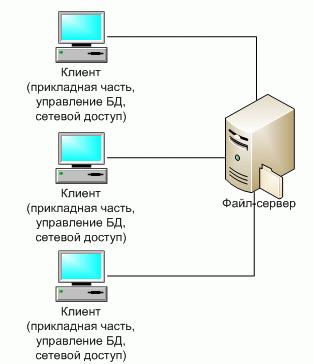 Клиент
(прикладная часть,
управление БД,
сетевой доступ)
Файл-сервер
Клиент
(прикладная часть,
управление БД,
сетевой доступ)
Клиент
(прикладная часть,
управление БД,
сетевой доступ)